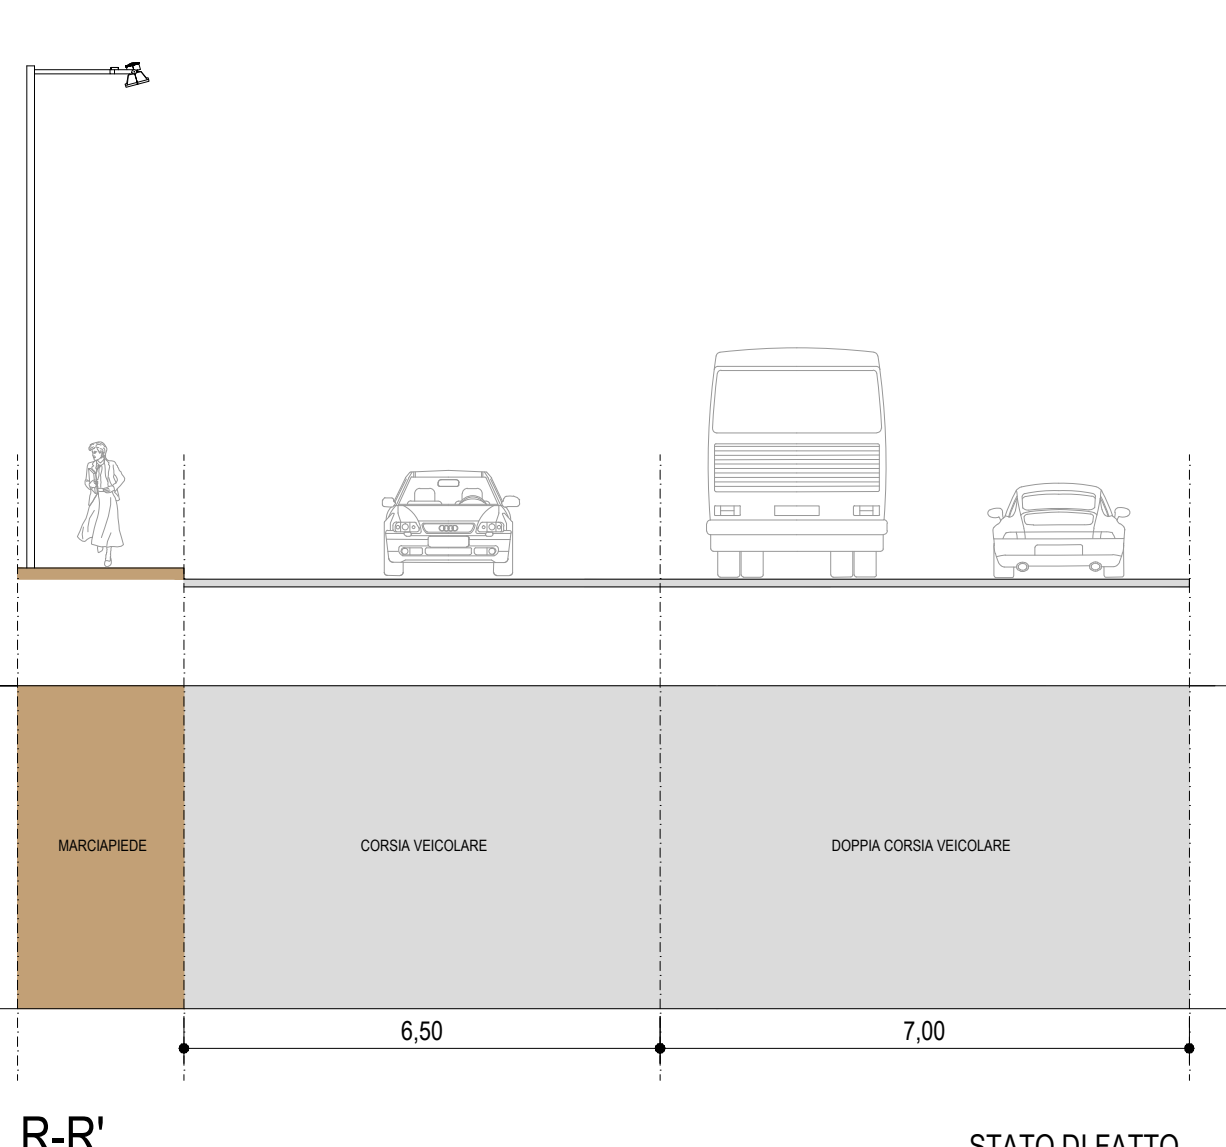 MARCIAPIEDE
CORSIA VEICOLARE
DOPPIA CORSIA VEICOLARE
6,50
7,00
R-R'
STATO DI FATTO